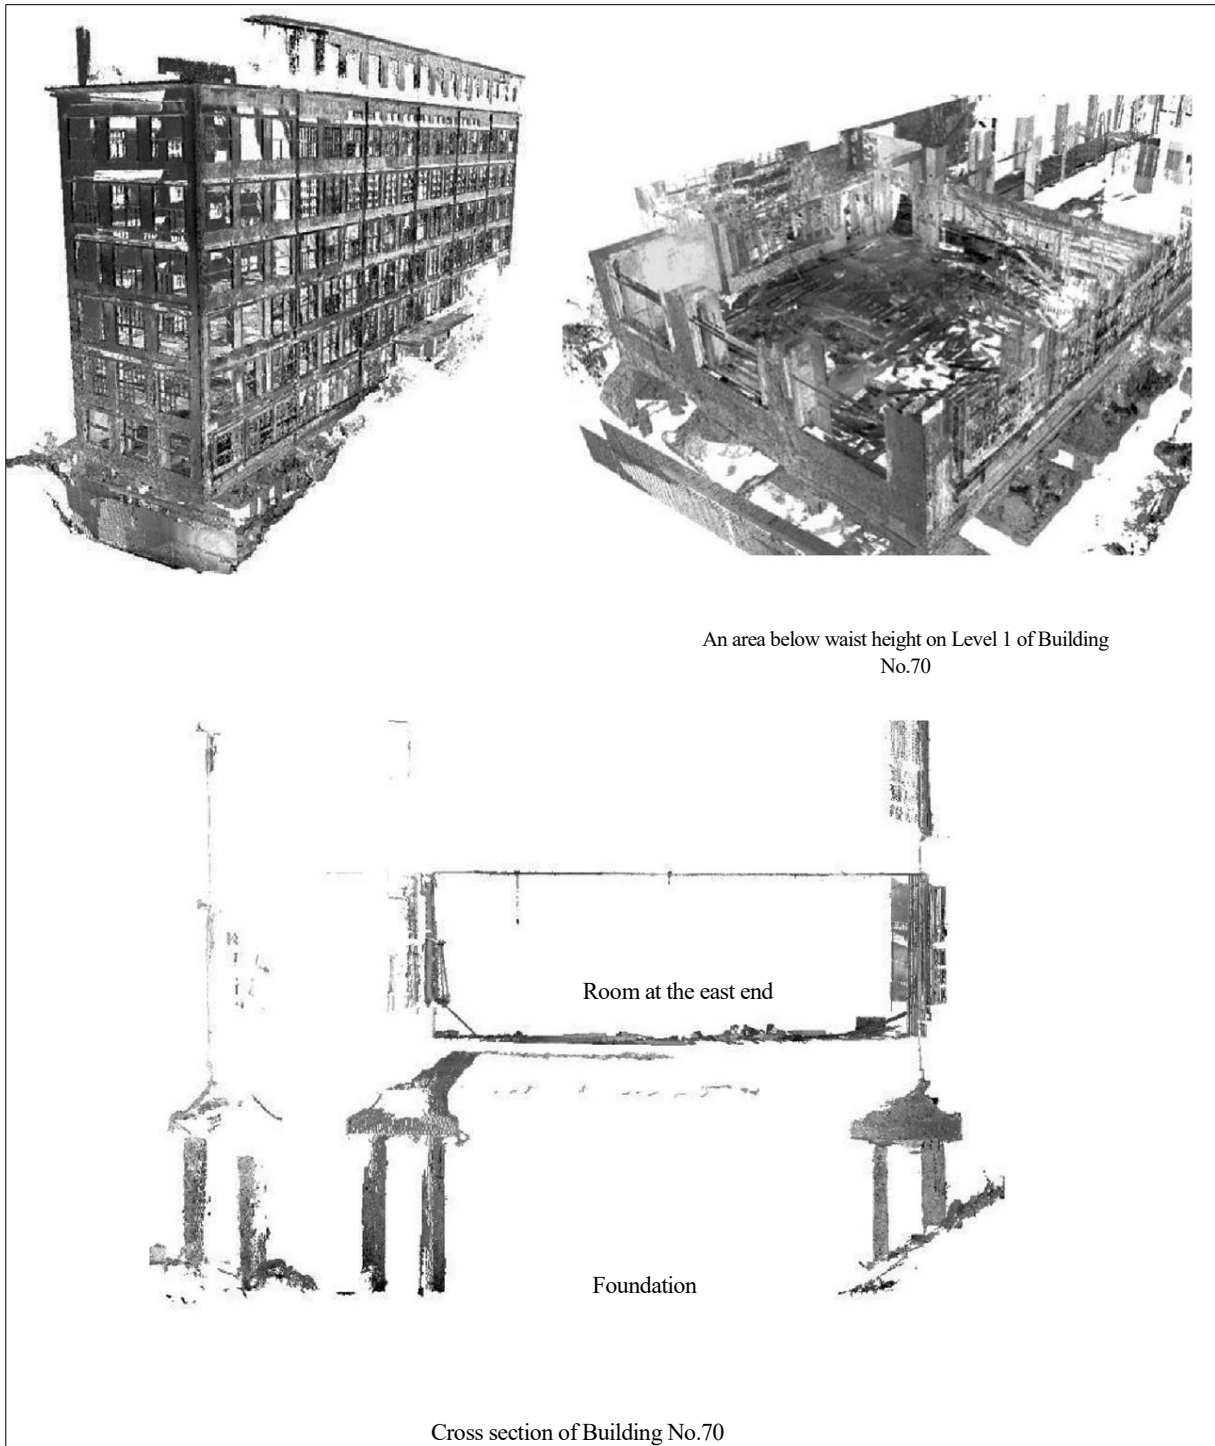 An area below waist height on Level 1 of Building
No.70
Room at the east end
Foundation
Cross section of Building No.70